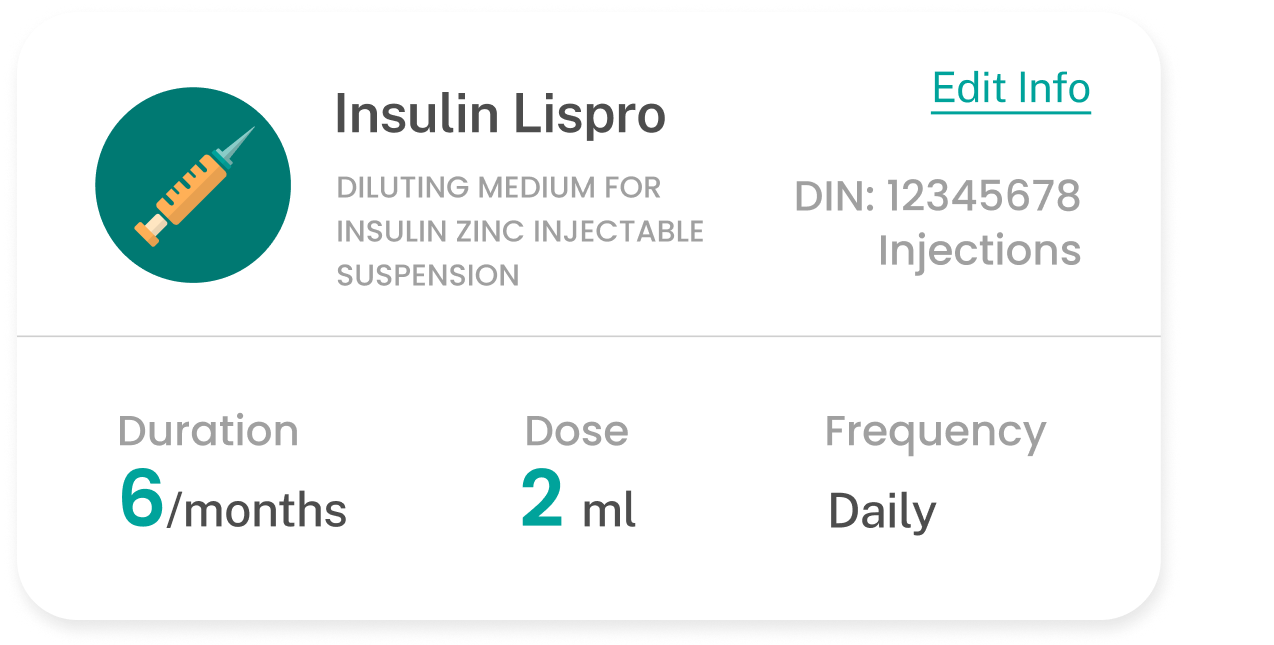 Insulin Lispro
Edit Info
DILUTING MEDIUM FOR
INSULIN ZINC INJECTABLE
SUSPENSION
DIN: 12345678
Injections
Duration
6/months
Dose
2 ml
Frequency
Daily